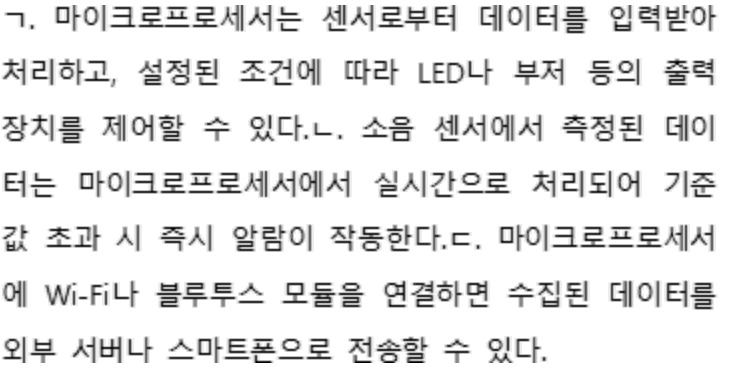 ㄱ. 마이크로프로세서는 센서로부터 데이터를 입력받아
처리하고, 설정된 조건에 따라 LED나 부저 등의 출력
장치를 제어할 수 있다.ㄴ. 소음 센서에서 측정된 데이
터는 마이크로프로세서에서 실시간으로 처리되어 기준
값 초과 시 즉시 알람이 작동한다.ㄷ. 마이크로프로세서
에 Wi-Fi나 블루투스 모듈을 연결하면 수집된 데이터를
외부 서버나 스마트폰으로 전송할 수 있다.